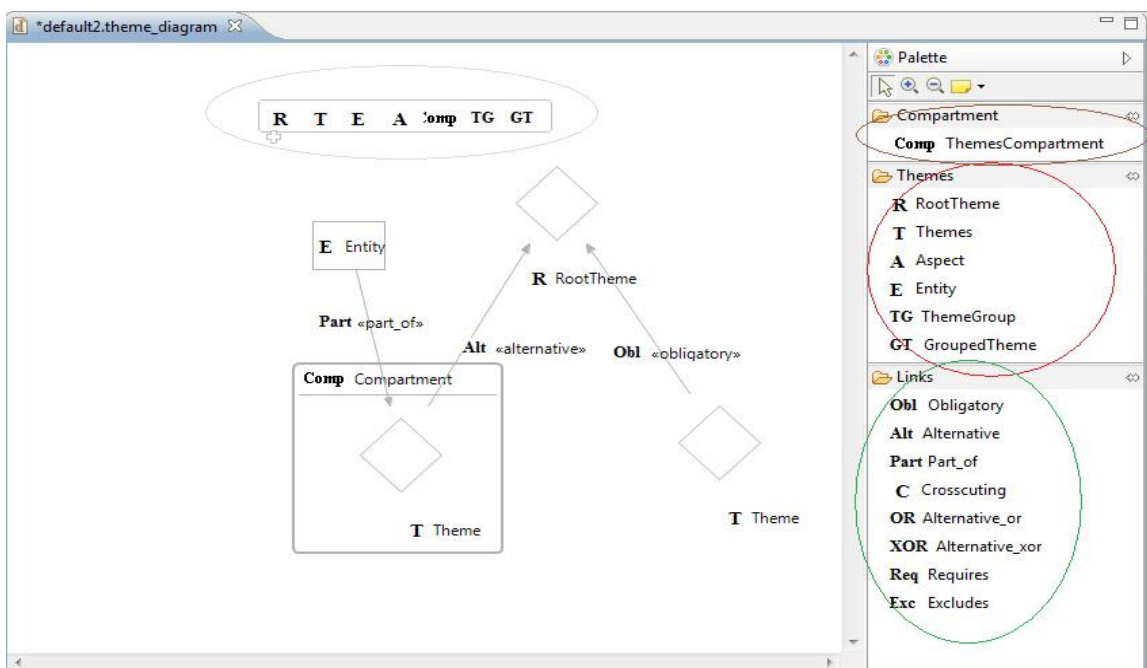 *default2.theme_diagram
R T E A Comp TG GT
E Entity
Part «part_of»
R RootTheme
Alt «alternative»
Obl «obligatory»
Comp Compartment
T Theme
T Theme
Palette
Compartment
Comp ThemesCompartment
Themes
R RootTheme
T Themes
A Aspect
E Entity
TG ThemeGroup
GT GroupedTheme
Links
Obl Obligatory
Alt Alternative
Part Part_of
C Crosscuting
OR Alternative_or
XOR Alternative_xor
Req Requires
Exc Excludes